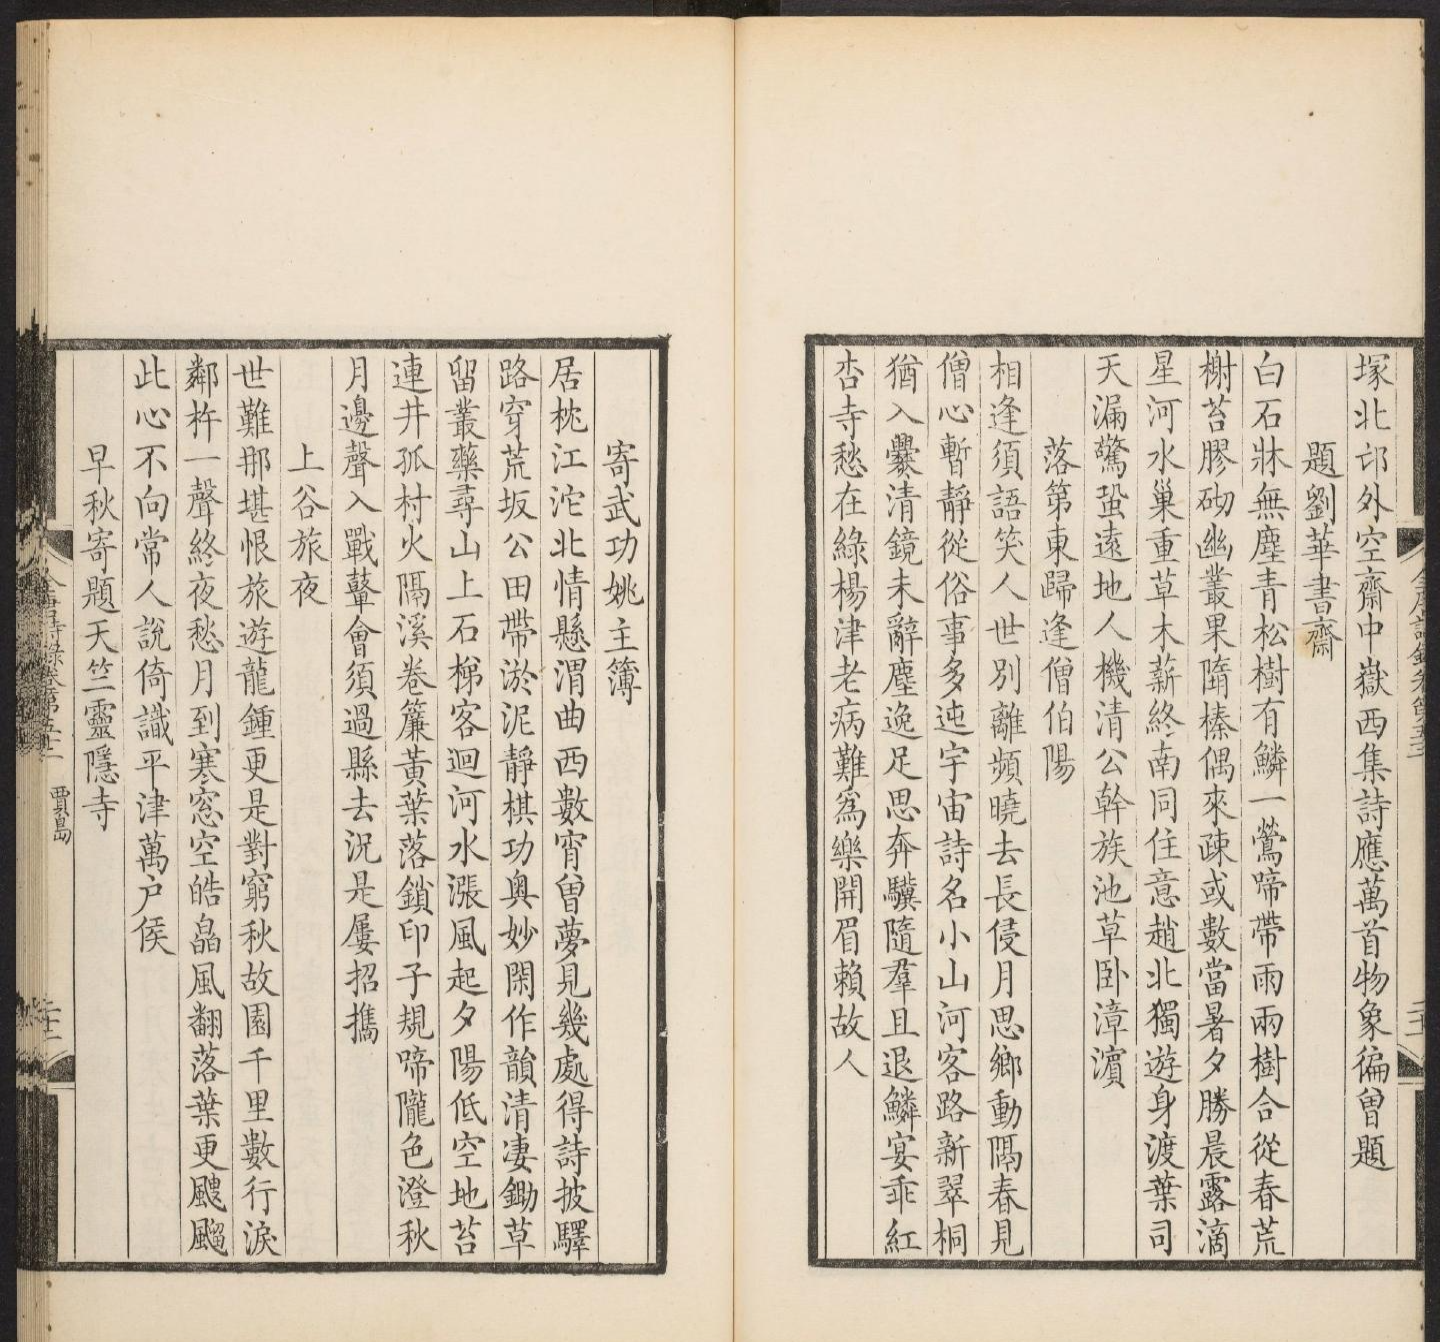 塚北邙外空齋中嶽西集詩應萬首物象徧曾題
題劉華書齋
白石牀無塵青松樹有鱗一鶯啼帶雨兩樹合從春荒
榭苔膠砌幽叢果隋榛偶來疎或數當暑夕勝晨露滴
星河水巢重草木薪終南同住意趙北獨遊身渡葉司
天漏驚蛩遠地人機清公幹族池草卧漳濵
落第東歸逢僧伯陽
相逢須語笑人世別離頻曉去長侵月思鄉動隔春見
僧心暫靜從俗事多迍宇宙詩名小山河客路新翠桐
猶入爨清鏡未辭塵逸足思奔驥隨羣且退鱗宴乖紅
杏寺愁在綠楊津老病難為樂開眉賴故人
寄武功姚主簿
居枕江沱北情懸渭曲西數宵曾夢見幾處得詩披驛
路穿荒坂公田帶淤泥靜棋功奥妙閑作韻清凄鋤草
留叢藥尋山上石梯客迴河水漲風起夕陽低空地苔
連井孤村火隔溪卷簾黃葉落鎖印子規啼隴色澄秋
月邊聲入戰鼙會須過縣去況是屢招攜
上谷旅夜
世難那堪恨旅遊龍鍾更是對窮秋故園千里數行淚
鄰杵一聲終夜愁月到寒窓空皓晶風翻落葉更颼飀
此心不向常人說倚識平津萬户侯
早秋寄題天竺靈隱寺
賈島